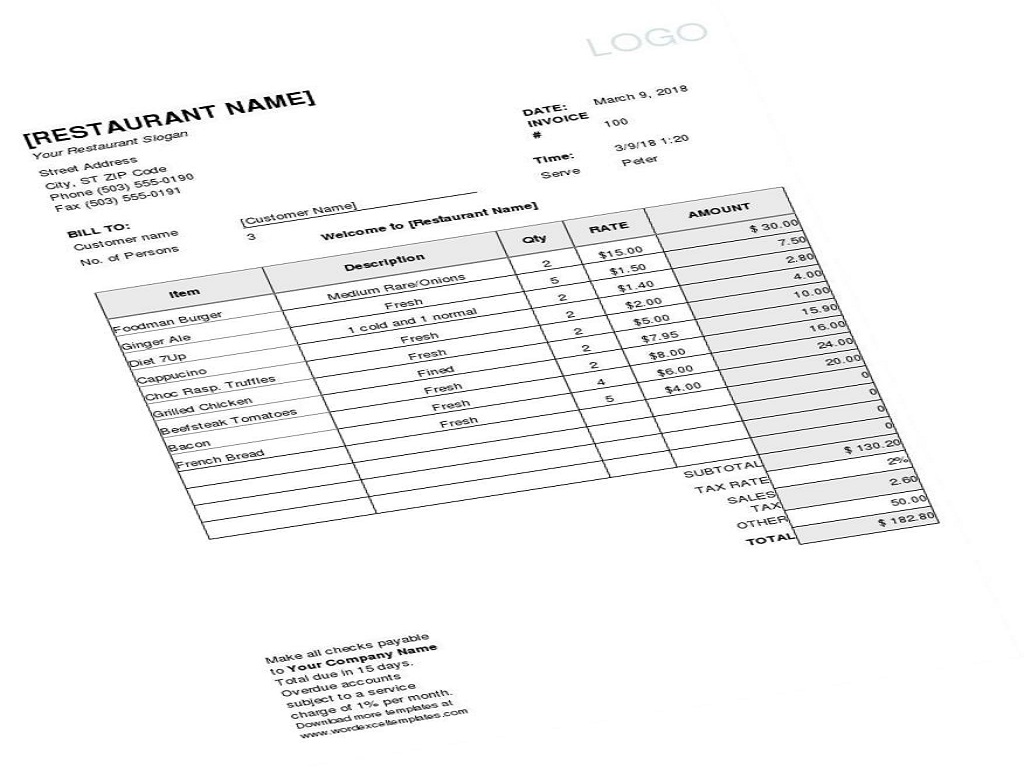 LOGO
[RESTAURANT NAME]
Your Restaurant Slogan
DATE: March 9, 2018
INVOICE # 100
Street Address
City, ST ZIP Code
Phone (503) 555-0190
Fax (503) 555-0191
Time: 3/9/18 1:20
Serve Peter
BILL TO:
Customer name [Customer Name]
No. of Persons 3
Welcome to [Restaurant Name]
Item Description Qty RATE AMOUNT
Foodman Burger Medium Rare/Onions 2 $15.00 $ 30.00
Ginger Ale Fresh 5 $1.50 7.50
Diet 7Up 1 cold and 1 normal 2 $1.40 2.80
Cappucino Fresh 2 $2.00 4.00
Choc Rasp. Truffles Fresh 2 $5.00 10.00
Grilled Chicken Fined 2 $7.95 15.90
Beefsteak Tomatoes Fresh 2 $8.00 16.00
Bacon Fresh 4 $6.00 24.00
French Bread Fresh 5 $4.00 20.00
0
0
0
0
SUBTOTAL $ 130.20
TAX RATE 2%
SALES TAX 2.60
OTHER 50.00
TOTAL $ 182.80
Make all checks payable
to Your Company Name
Total due in 15 days.
Overdue accounts
subject to a service
charge of 1% per month.
Download more templates at
www.wordexceltemplates.com